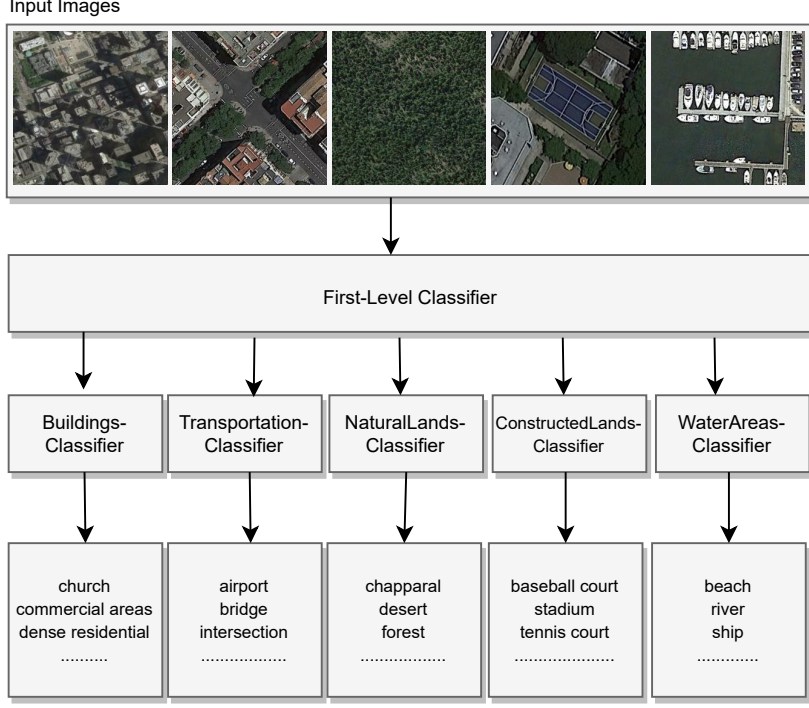 Input Images
First-Level Classifier
Buildings-
Classifier
Transportation-
Classifier
NaturalLands-
Classifier
ConstructedLands-
Classifier
WaterAreas-
Classifier
church
commercial areas
dense residential
..........
airport
bridge
intersection
..................
chapparal
desert
forest
..................
baseball court
stadium
tennis court
.....................
beach
river
ship
.............